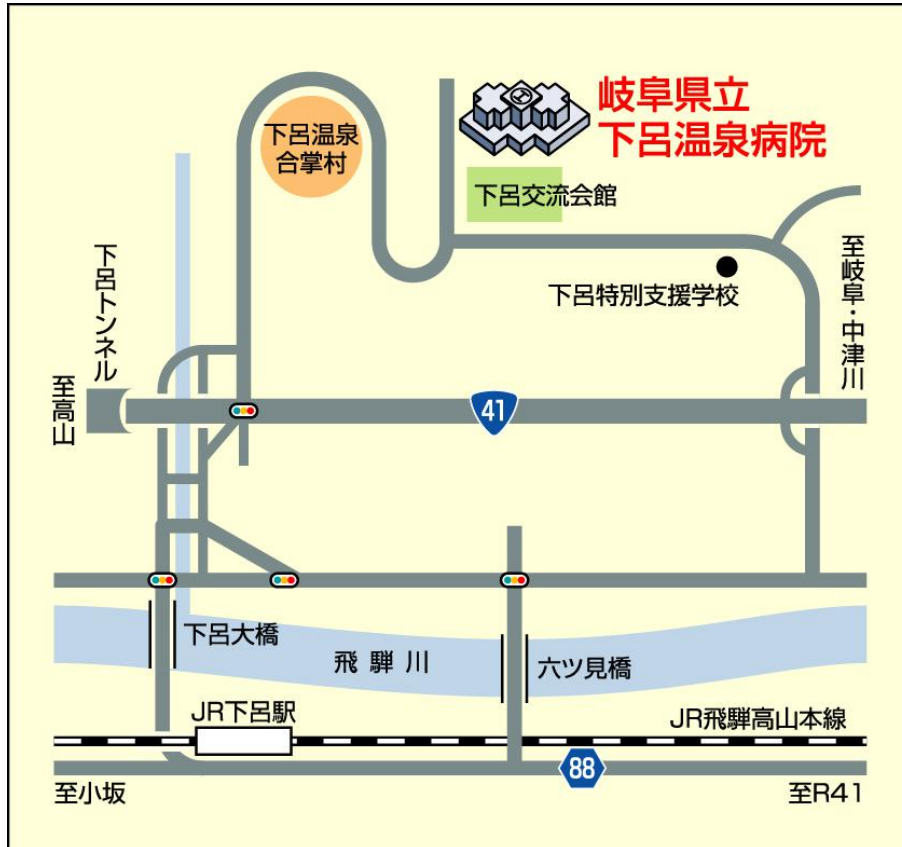 岐阜県立
下呂温泉病院
下呂温泉
合掌村
下呂交流会館
下呂特別支援学校
至岐阜・中津川
下呂トンネル
至高山
41
下呂大橋
飛騨川
六ツ見橋
JR下呂駅
JR飛騨高山本線
88
至小坂
至R41